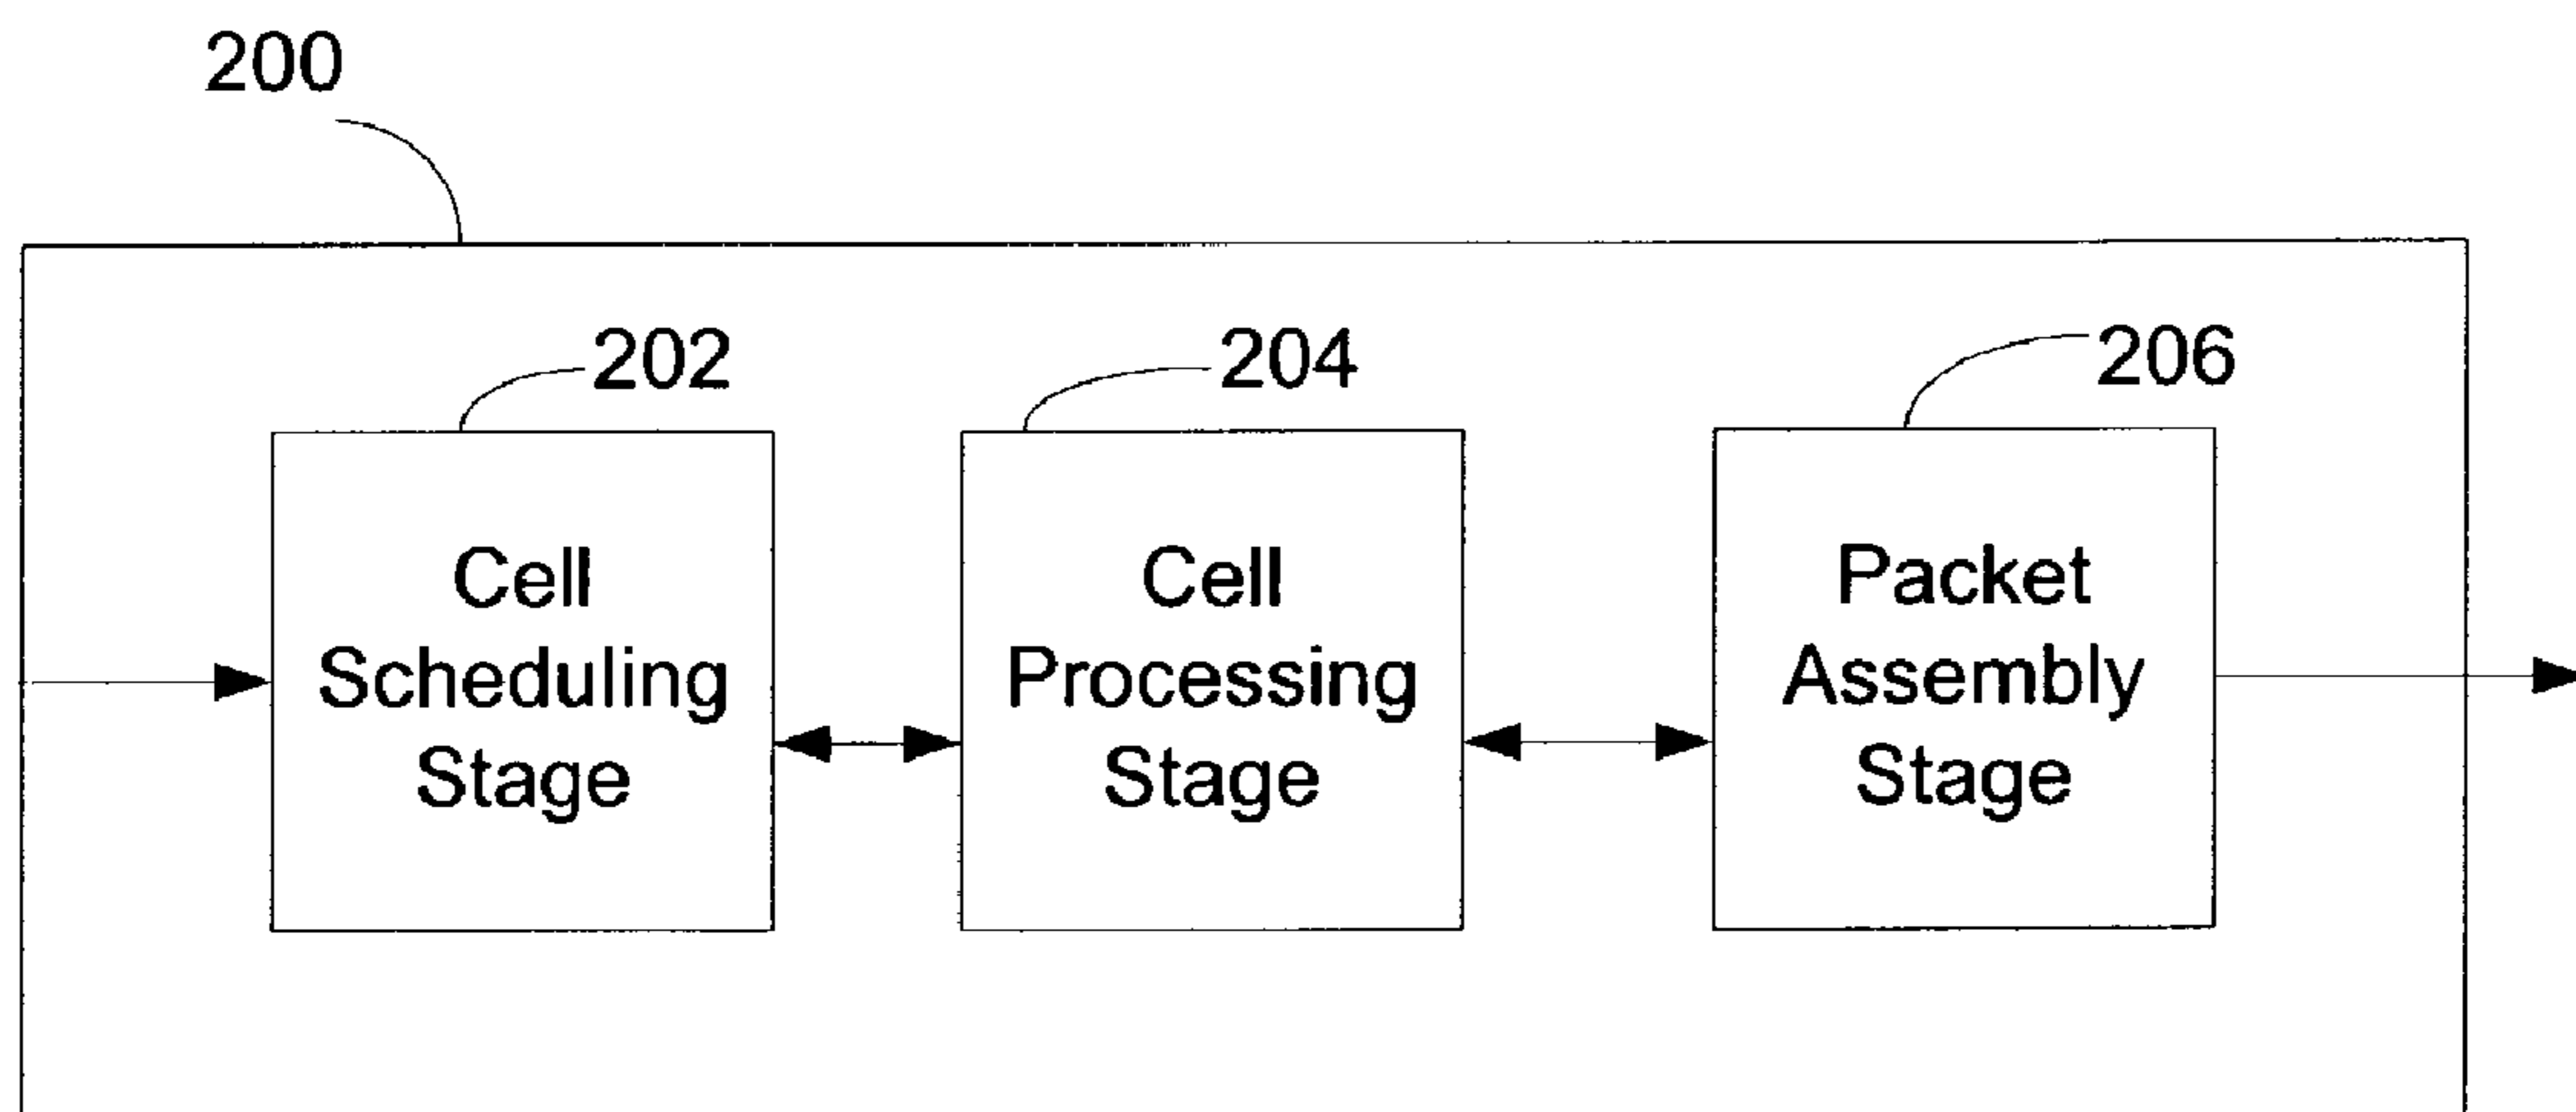 200
202
204
206
Cell
Scheduling
Stage
Cell
Processing
Stage
Packet
Assembly
Stage